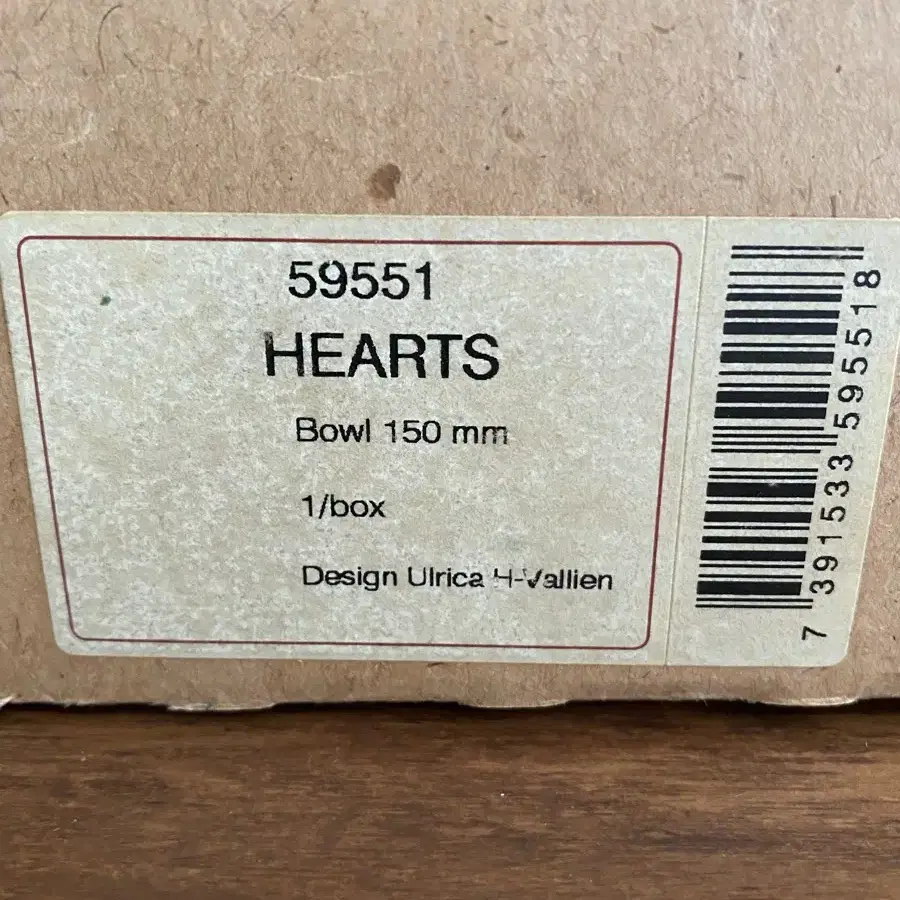 59551
HEARTS
Bowl 150 mm
1/box
Design Ulrica H-Vallien
7 391533 595518